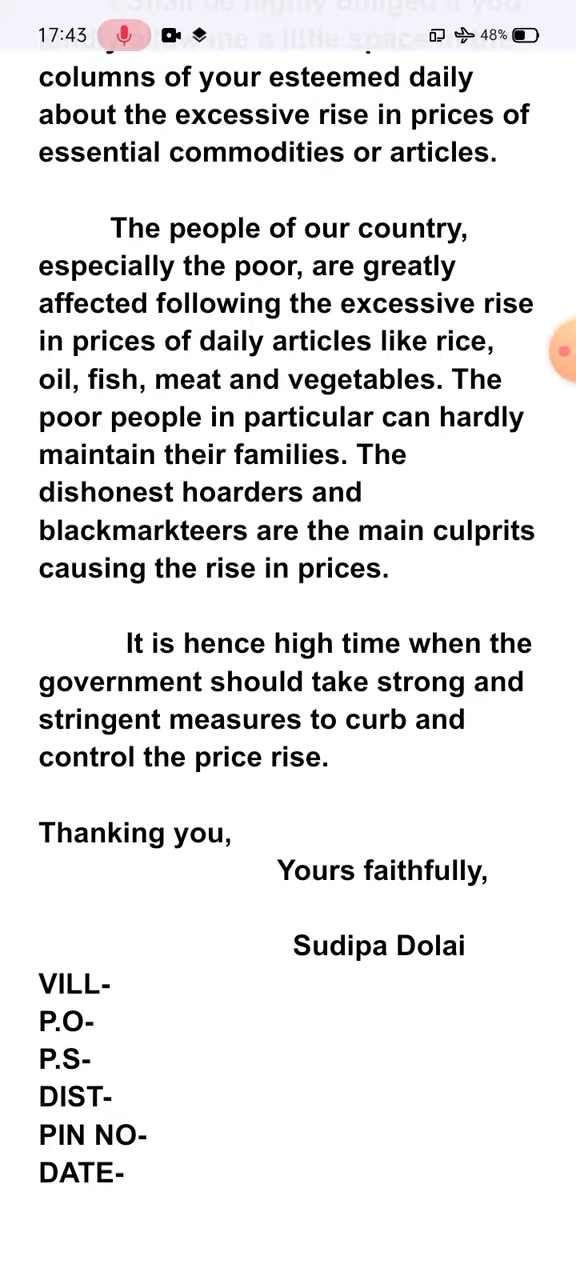 17:43 48%
columns of your esteemed daily
about the excessive rise in prices of
essential commodities or articles.
The people of our country,
especially the poor, are greatly
affected following the excessive rise
in prices of daily articles like rice,
oil, fish, meat and vegetables. The
poor people in particular can hardly
maintain their families. The
dishonest hoarders and
blackmarkteers are the main culprits
causing the rise in prices.
It is hence high time when the
government should take strong and
stringent measures to curb and
control the price rise.
Thanking you,
Yours faithfully,
Sudipa Dolai
VILL-
P.O-
P.S-
DIST-
PIN NO-
DATE-